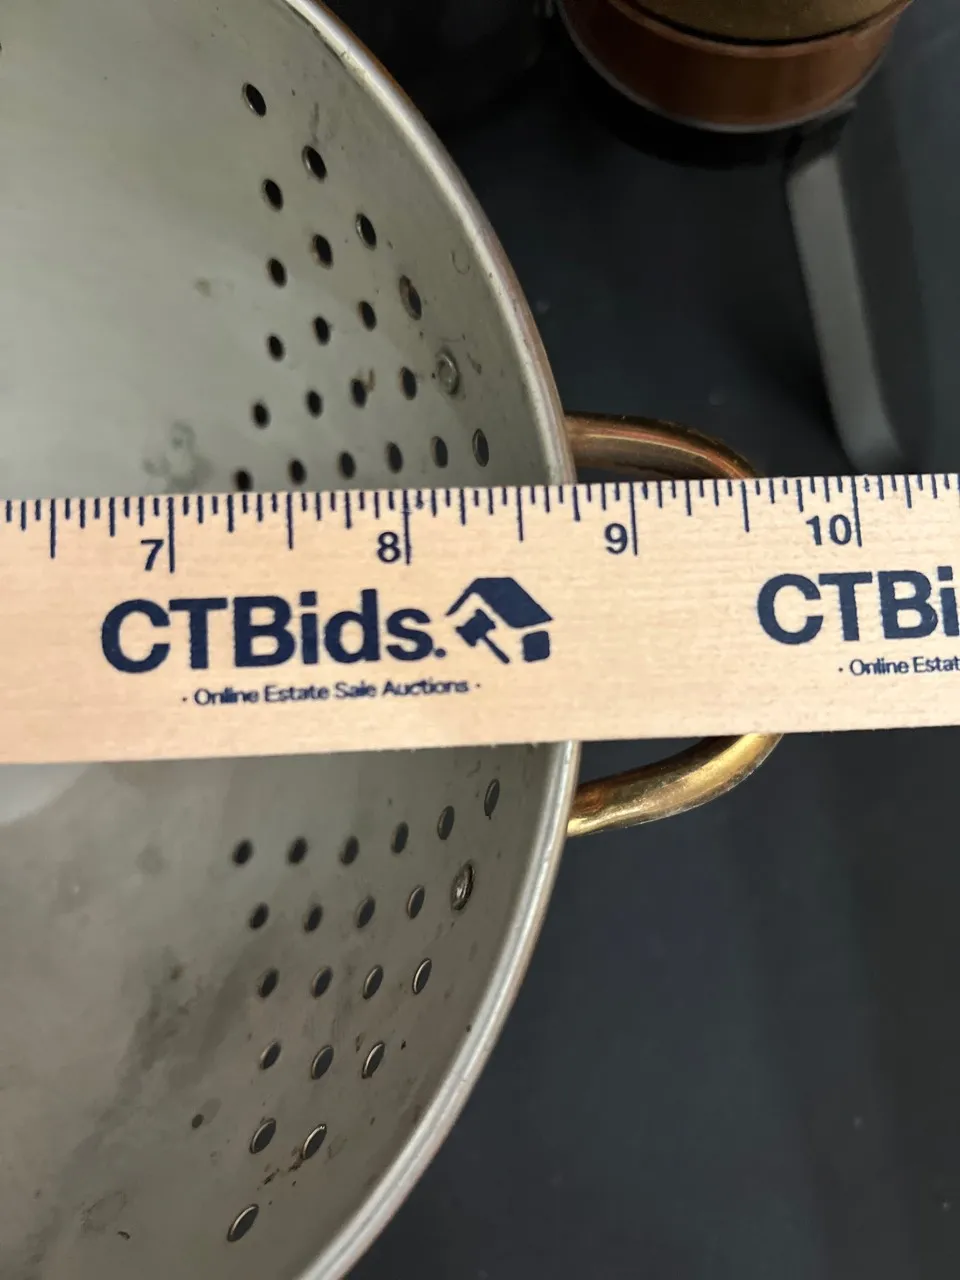 7 8 9 10
CTBids. CTBi
· Online Estate Sale Auctions · · Online Estat